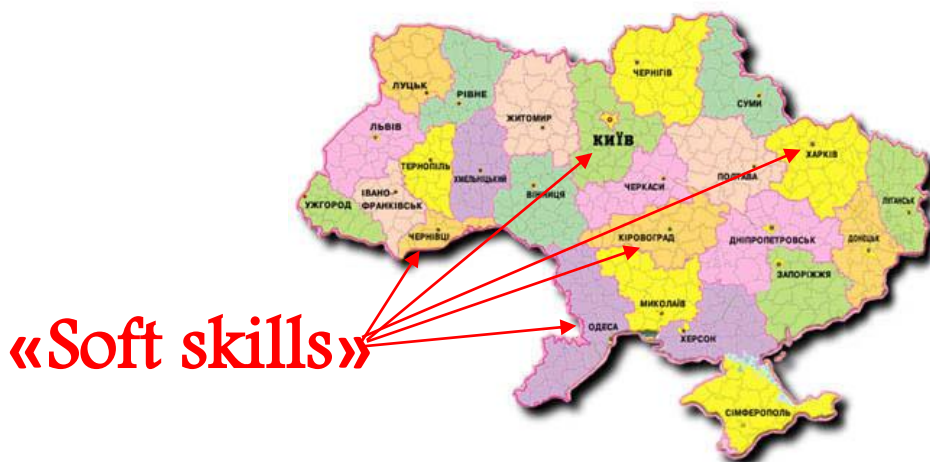 ЧЕРНІГІВ
ЛУЦЬК
РІВНЕ
СУМИ
ЖИТОМИР
КИЇВ
ЛЬВІВ
ХАРКІВ
ТЕРНОПІЛЬ
ХМЕЛЬНІЦЬКИЙ
ПОЛТАВА
ЧЕРКАСИ
ВІННИЦЯ
ІВАНО-
ФРАНКІВСЬК
УЖГОРОД
ЛУГАНСЬК
ЧЕРНІВЦІ
КІРОВОГРАД
ДНІПРОПЕТРОВСЬК
ДОНЕЦЬК
ЗАПОРІЖЖЯ
МИКОЛАЇВ
ОДЕСА
ХЕРСОН
«Soft skills»
СІМФЕРОПОЛЬ